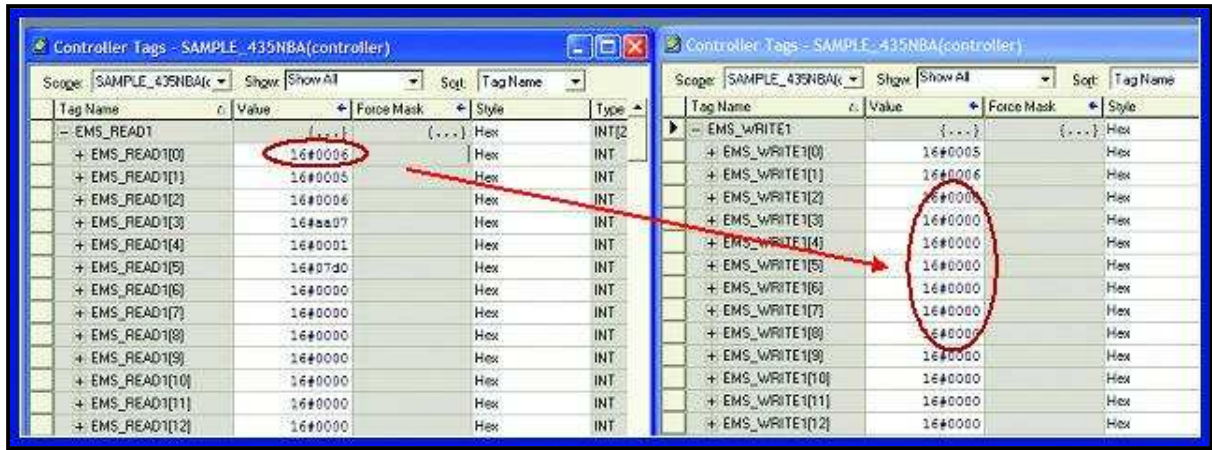 Controller Tags - SAMPLE_435NBA(controller)
Scope: SAMPLE_435NBA(c Show: Show All Sort: Tag Name
Tag Name Value Force Mask Style Type
EMS_READ1 {...} {...} Hex INT[2
EMS_READ1[0] 16#0006 Hex INT
EMS_READ1[1] 16#0005 Hex INT
EMS_READ1[2] 16#0006 Hex INT
EMS_READ1[3] 16#aa07 Hex INT
EMS_READ1[4] 16#0001 Hex INT
EMS_READ1[5] 16#07d0 Hex INT
EMS_READ1[6] 16#0000 Hex INT
EMS_READ1[7] 16#0000 Hex INT
EMS_READ1[8] 16#0000 Hex INT
EMS_READ1[9] 16#0000 Hex INT
EMS_READ1[10] 16#0000 Hex INT
EMS_READ1[11] 16#0000 Hex INT
EMS_READ1[12] 16#0000 Hex INT
Controller Tags - SAMPLE_435NBA(controller)
Scope: SAMPLE_435NBA(c Show: Show All Sort: Tag Name
Tag Name Value Force Mask Style
EMS_WRITE1 {...} {...} Hex
EMS_WRITE1[0] 16#0005 Hex
EMS_WRITE1[1] 16#0006 Hex
EMS_WRITE1[2] 16#0000 Hex
EMS_WRITE1[3] 16#0000 Hex
EMS_WRITE1[4] 16#0000 Hex
EMS_WRITE1[5] 16#0000 Hex
EMS_WRITE1[6] 16#0000 Hex
EMS_WRITE1[7] 16#0000 Hex
EMS_WRITE1[8] 16#0000 Hex
EMS_WRITE1[9] 16#0000 Hex
EMS_WRITE1[10] 16#0000 Hex
EMS_WRITE1[11] 16#0000 Hex
EMS_WRITE1[12] 16#0000 Hex